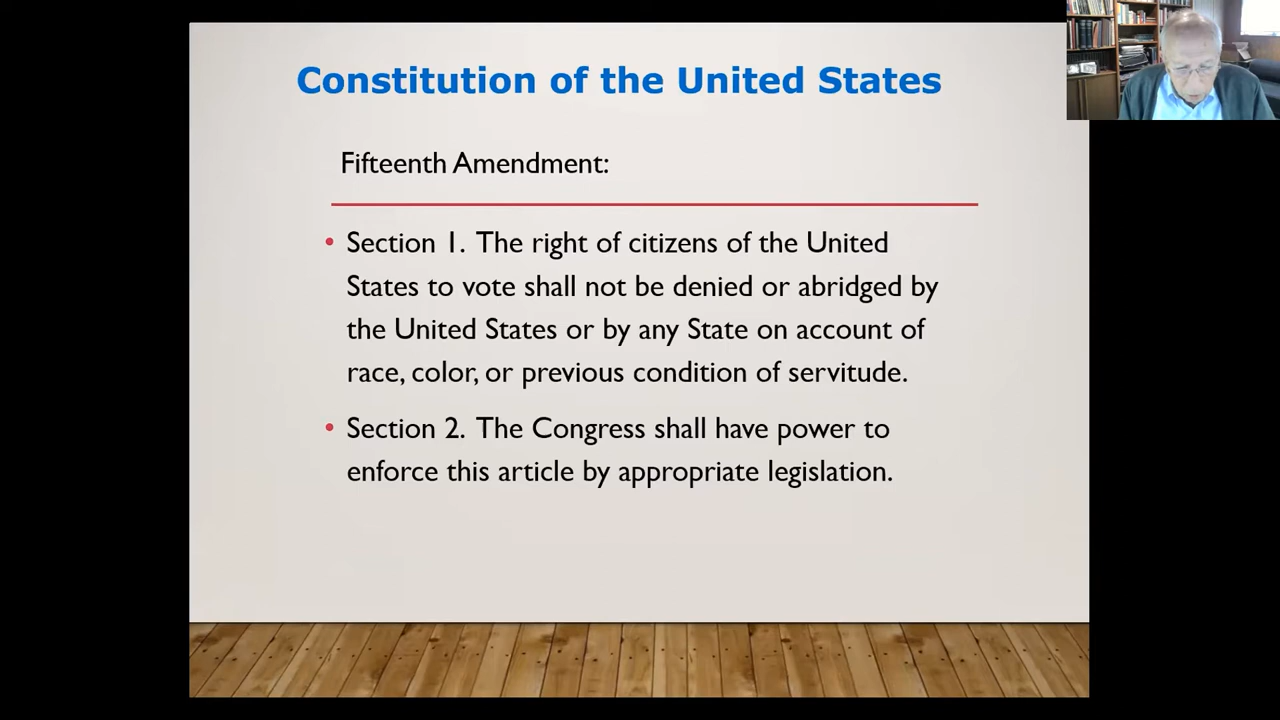 Constitution of the United States
Fifteenth Amendment:
• Section 1. The right of citizens of the United
States to vote shall not be denied or abridged by
the United States or by any State on account of
race, color, or previous condition of servitude.
• Section 2. The Congress shall have power to
enforce this article by appropriate legislation.